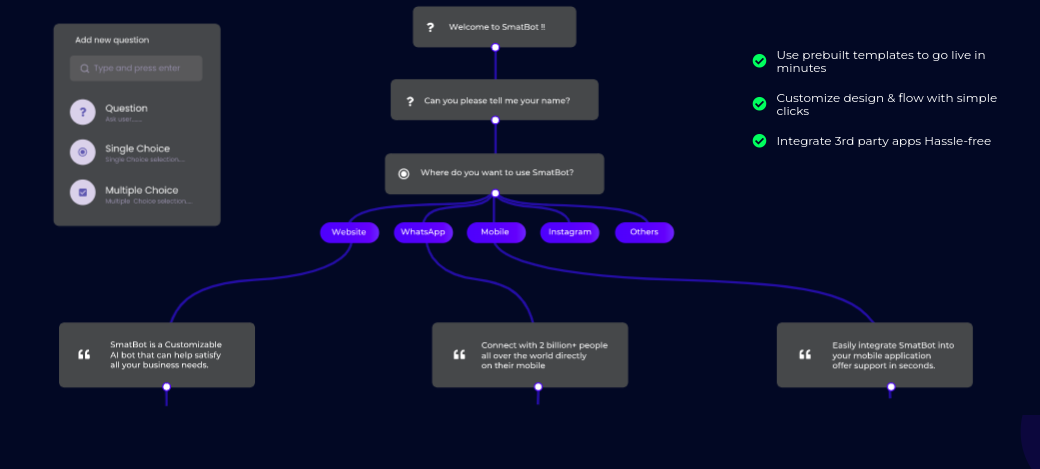 Add new question
Type and press enter
Question
Ask user......
Single Choice
Single Choice selection....
Multiple Choice
Multiple Choice selection....
Welcome to SmatBot !!
Can you please tell me your name?
Where do you want to use SmatBot?
Website
WhatsApp
Mobile
Instagram
Others
SmatBot is a Customizable
AI bot that can help satisfy
all your business needs.
Connect with 2 billion+ people
all over the world directly
on their mobile
Easily integrate SmatBot into
your mobile application
offer support in seconds.
Use prebuilt templates to go live in
minutes
Customize design & flow with simple
clicks
Integrate 3rd party apps Hassle-free